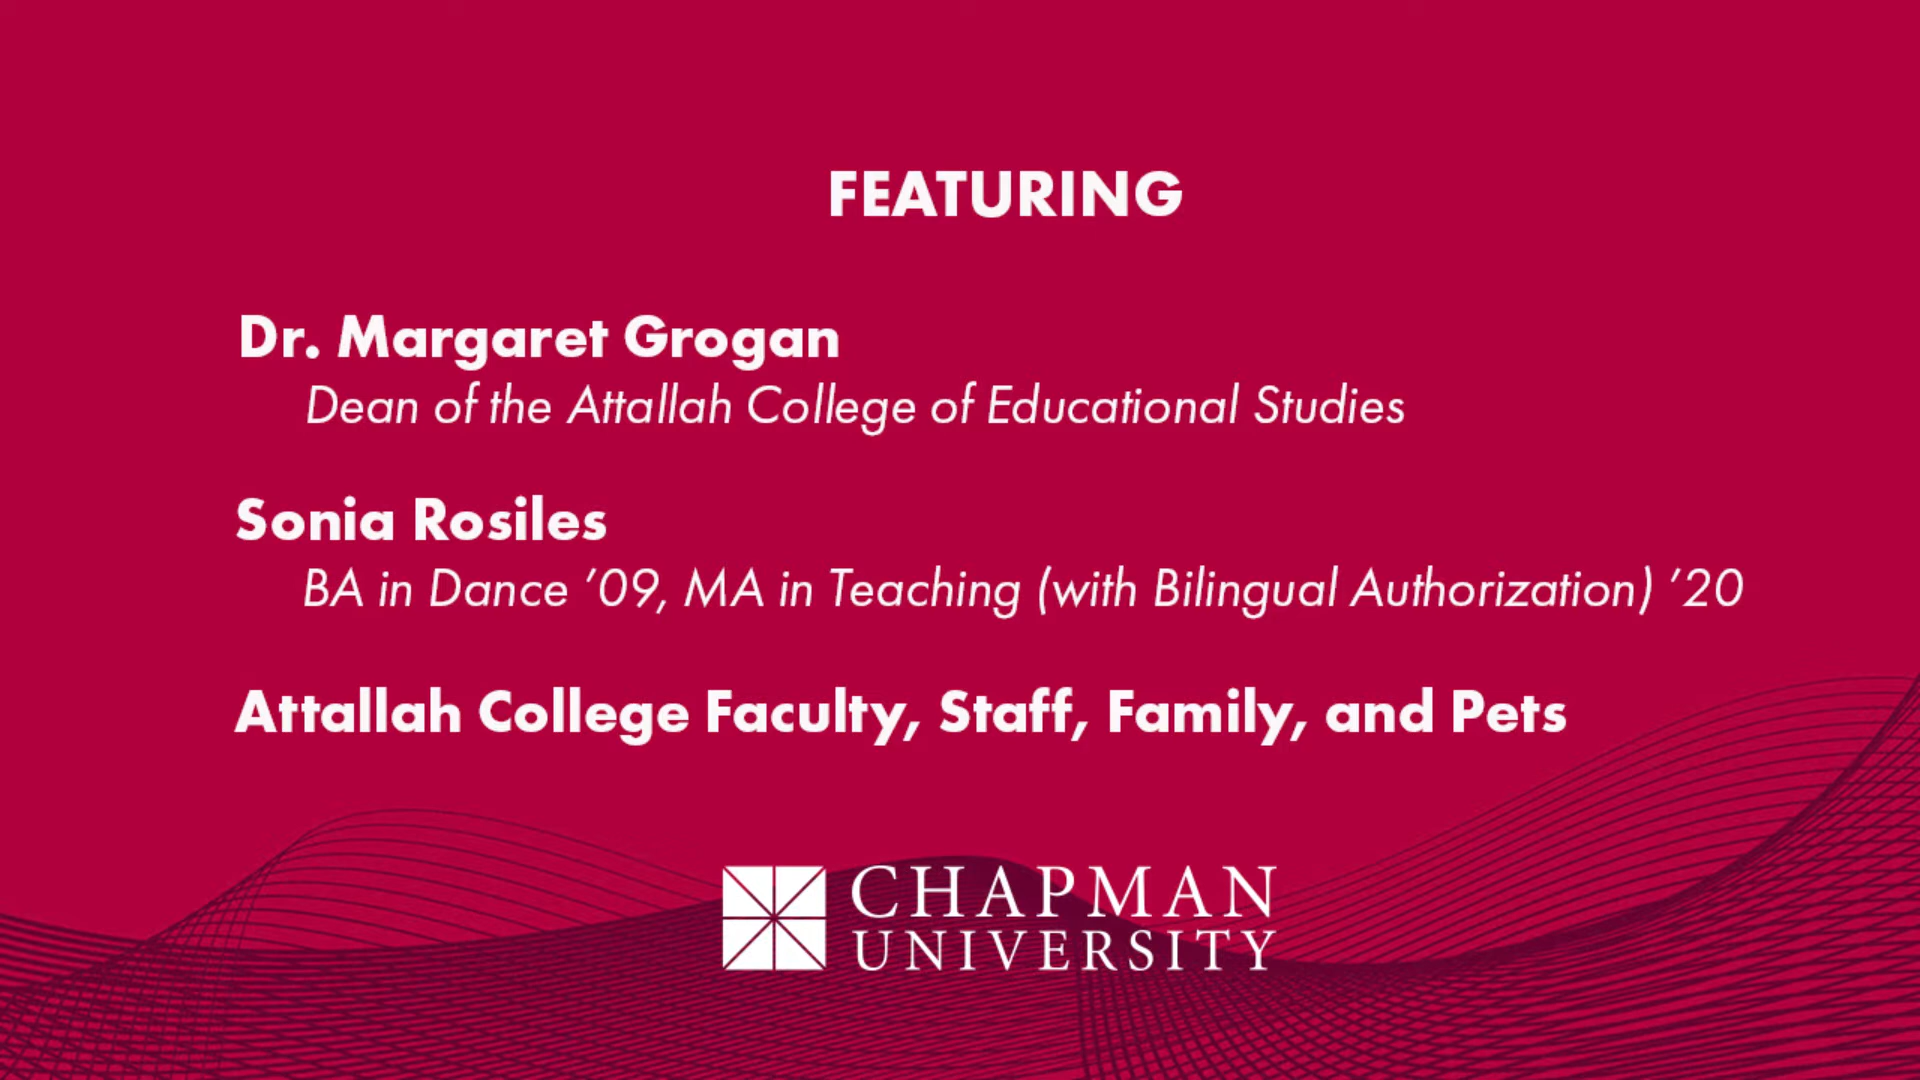 FEATURING
Dr. Margaret Grogan
Dean of the Attallah College of Educational Studies
Sonia Rosiles
BA in Dance ’09, MA in Teaching (with Bilingual Authorization) ’20
Attallah College Faculty, Staff, Family, and Pets
CHAPMAN
UNIVERSITY